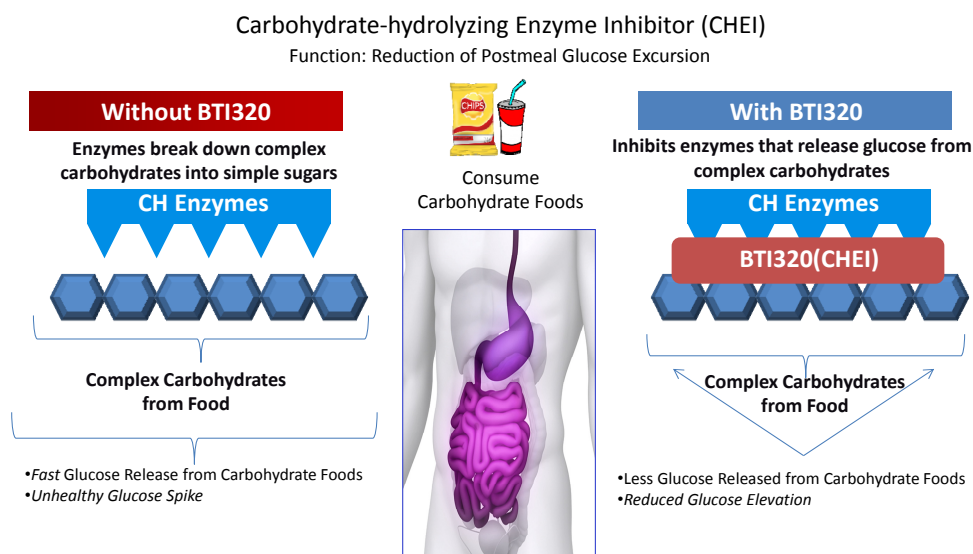 Carbohydrate-hydrolyzing Enzyme Inhibitor (CHEI)
Function: Reduction of Postmeal Glucose Excursion
Without BTI320
Enzymes break down complex
carbohydrates into simple sugars
CH Enzymes
Complex Carbohydrates
from Food
•Fast Glucose Release from Carbohydrate Foods
•Unhealthy Glucose Spike
CHIPS
Consume
Carbohydrate Foods
With BTI320
Inhibits enzymes that release glucose from
complex carbohydrates
CH Enzymes
BTI320(CHEI)
Complex Carbohydrates
from Food
•Less Glucose Released from Carbohydrate Foods
•Reduced Glucose Elevation